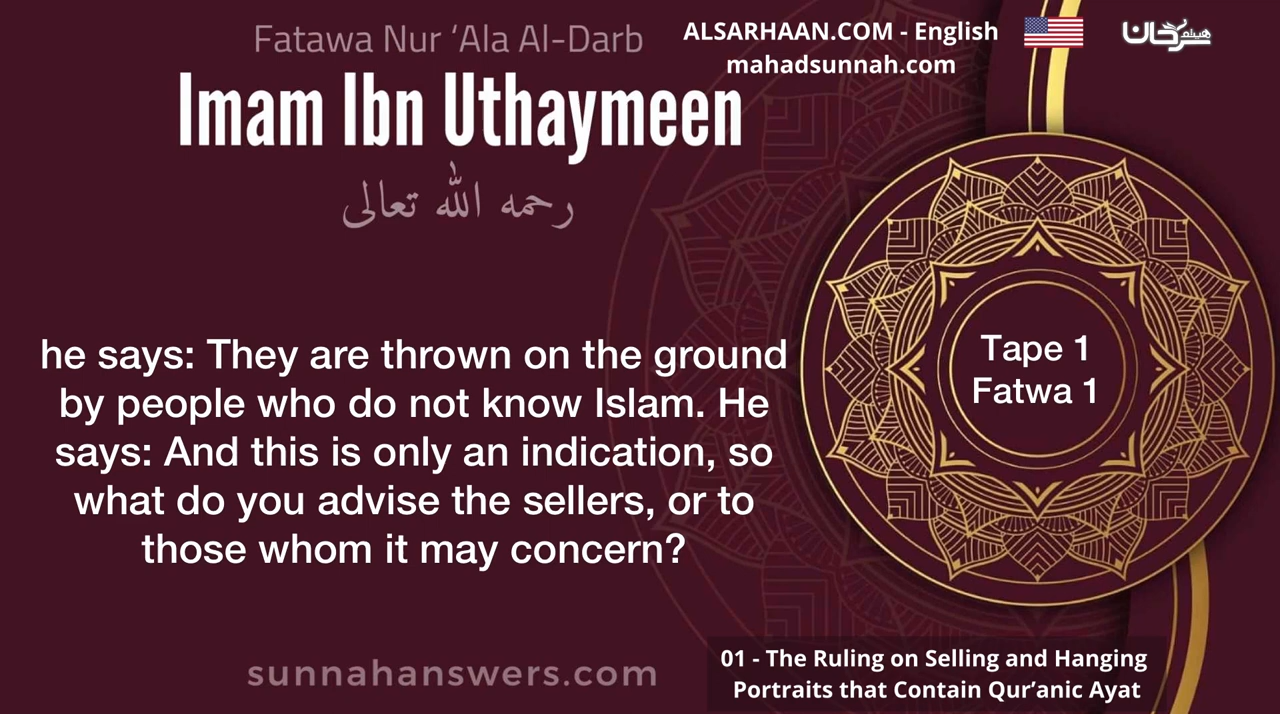 Fatawa Nur ‘Ala Al-Darb
Imam Ibn Uthaymeen
رحمه الله تعالى
ALSARHAAN.COM - English
mahadsunnah.com
هيثم سرحان
he says: They are thrown on the ground
by people who do not know Islam. He
says: And this is only an indication, so
what do you advise the sellers, or to
those whom it may concern?
Tape 1
Fatwa 1
sunnahanswers.com
01 - The Ruling on Selling and Hanging
Portraits that Contain Qur’anic Ayat